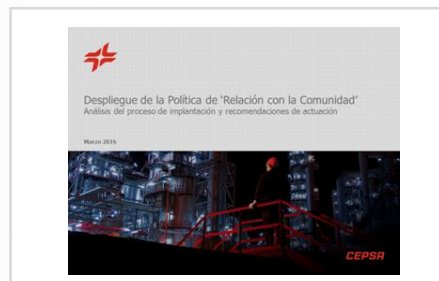 Despliegue de la Política de ‘Relación con la Comunidad’
Análisis del proceso de implantación y recomendaciones de actuación
Marzo 2016
CEPSA